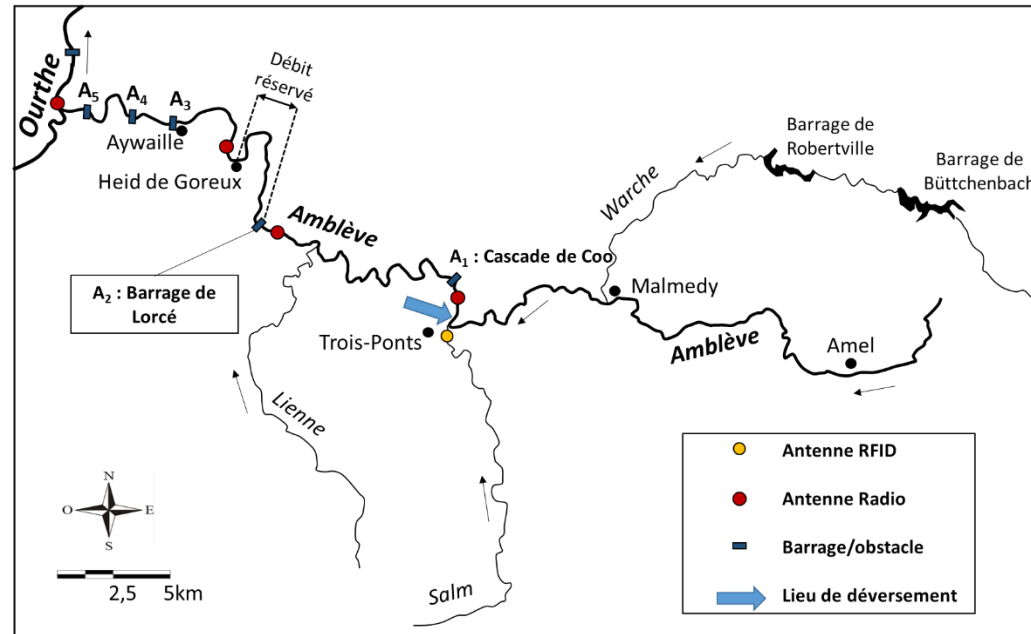 Débit
réservé
Ourthe
A5
A4
A3
Aywaille
Heid de Goreux
Barrage de
Robertville
Barrage de
Büttchenbach
Warche
Amblève
A1 : Cascade de Coo
Malmedy
A2 : Barrage de
Lorcé
Trois-Ponts
Amblève
Amel
Lienne
Salm
N
O
E
S
2,5
5km
Antenne RFID
Antenne Radio
Barrage/obstacle
Lieu de déversement